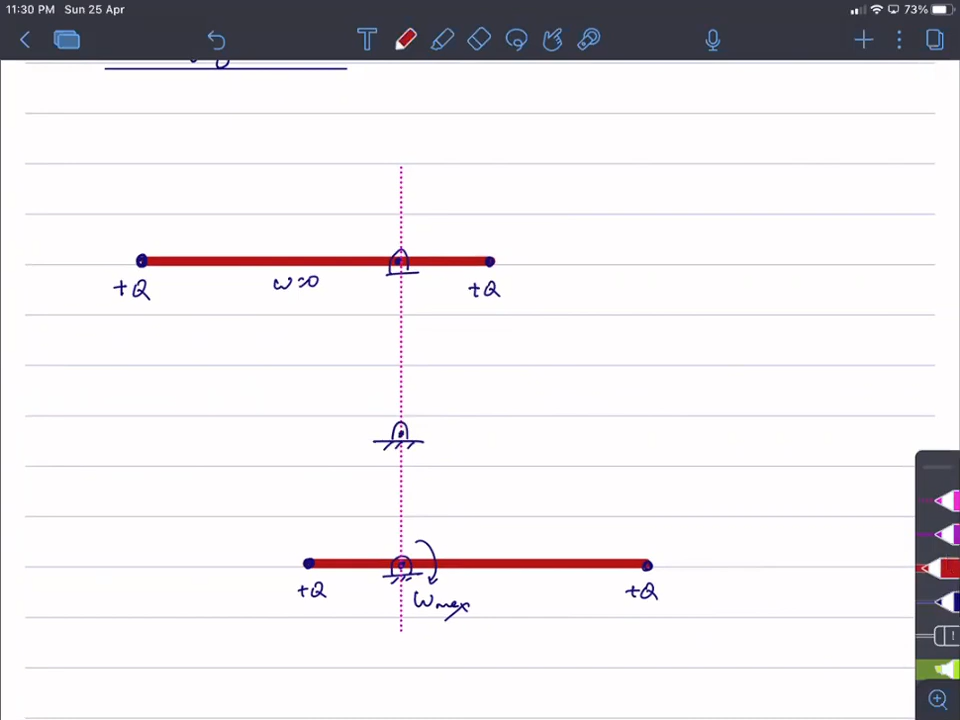 11:30 PM Sun 25 Apr 73%
T
ω=0
+Q +Q
+Q ωmax +Q